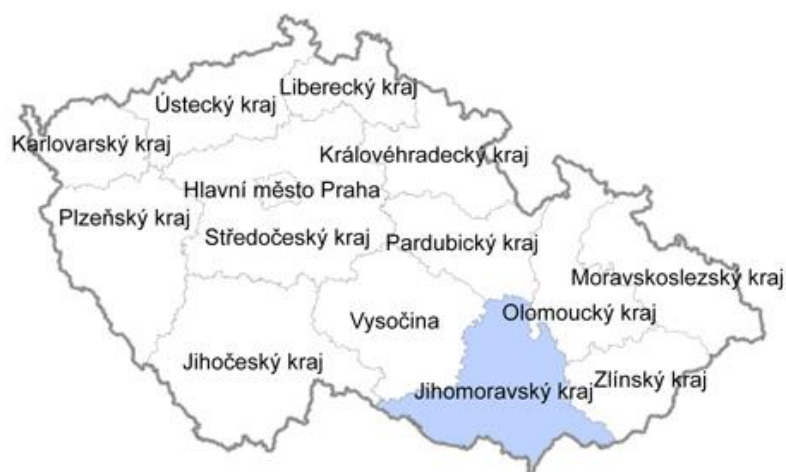 Liberecký kraj
Ústecký kraj
Karlovarský kraj
Královéhradecký kraj
Hlavní město Praha
Plzeňský kraj
Středočeský kraj
Pardubický kraj
Moravskoslezský kraj
Olomoucký kraj
Vysočina
Jihočeský kraj
Zlínský kraj
Jihomoravský kraj